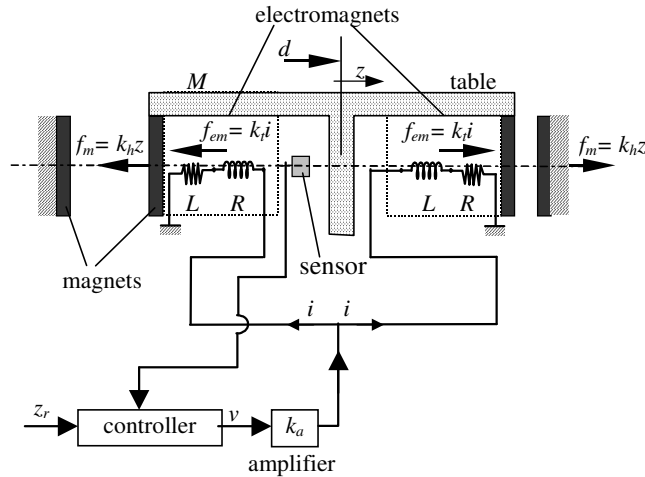 electromagnets
d
z
M
table
f_m = k_h z
f_em = k_t i
f_em = k_t i
f_m = k_h z
L R
L R
sensor
magnets
i i
z_r
controller
v
k_a
amplifier